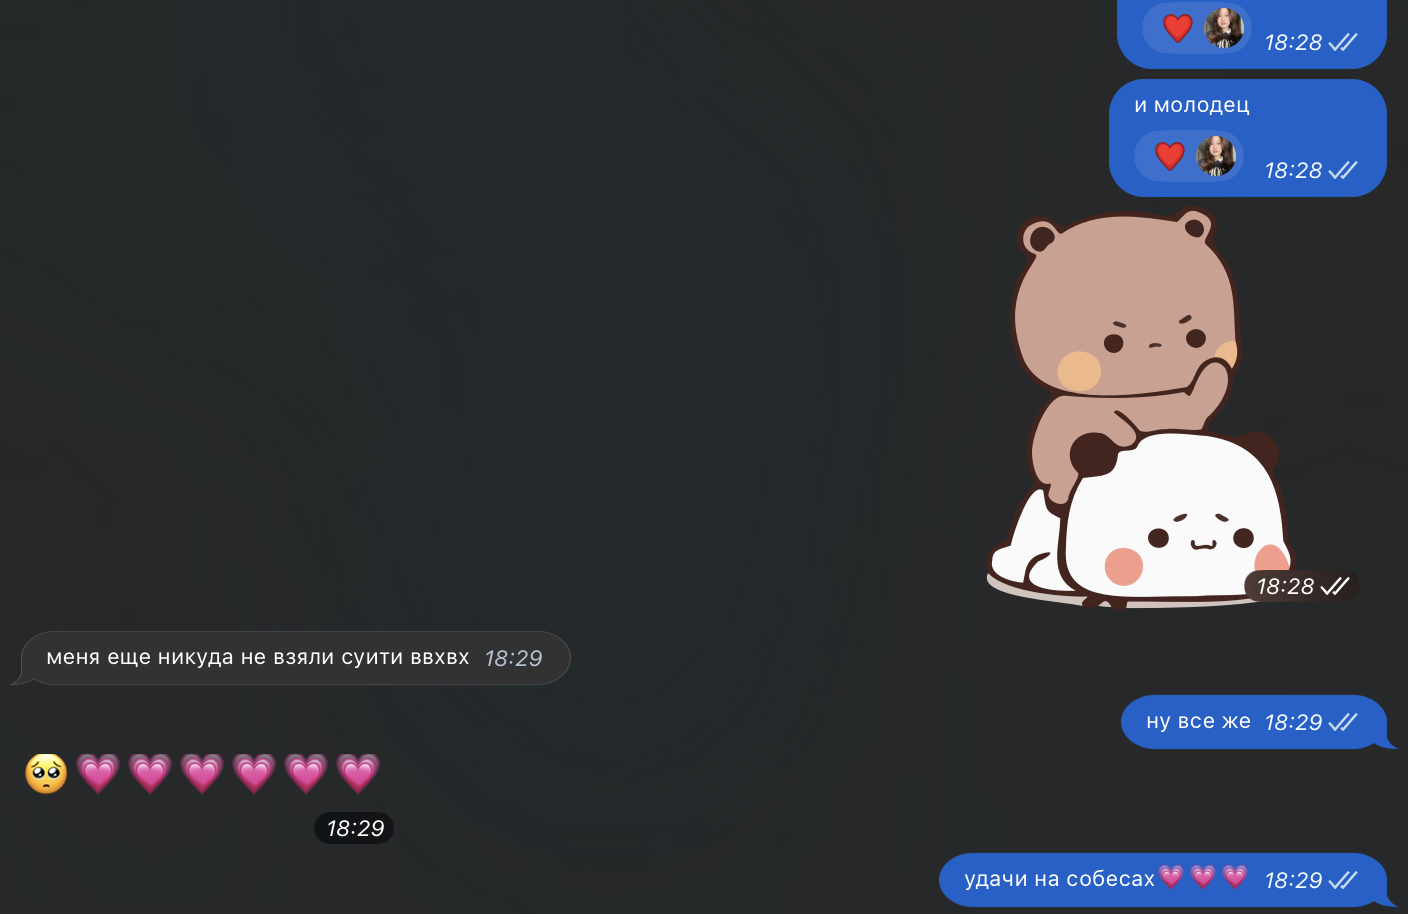 18:28
и молодец
18:28
18:28
меня еще никуда не взяли суити ввхвх 18:29
ну все же 18:29
🥺💗💗💗💗💗💗
18:29
удачи на собесах💗💗💗 18:29